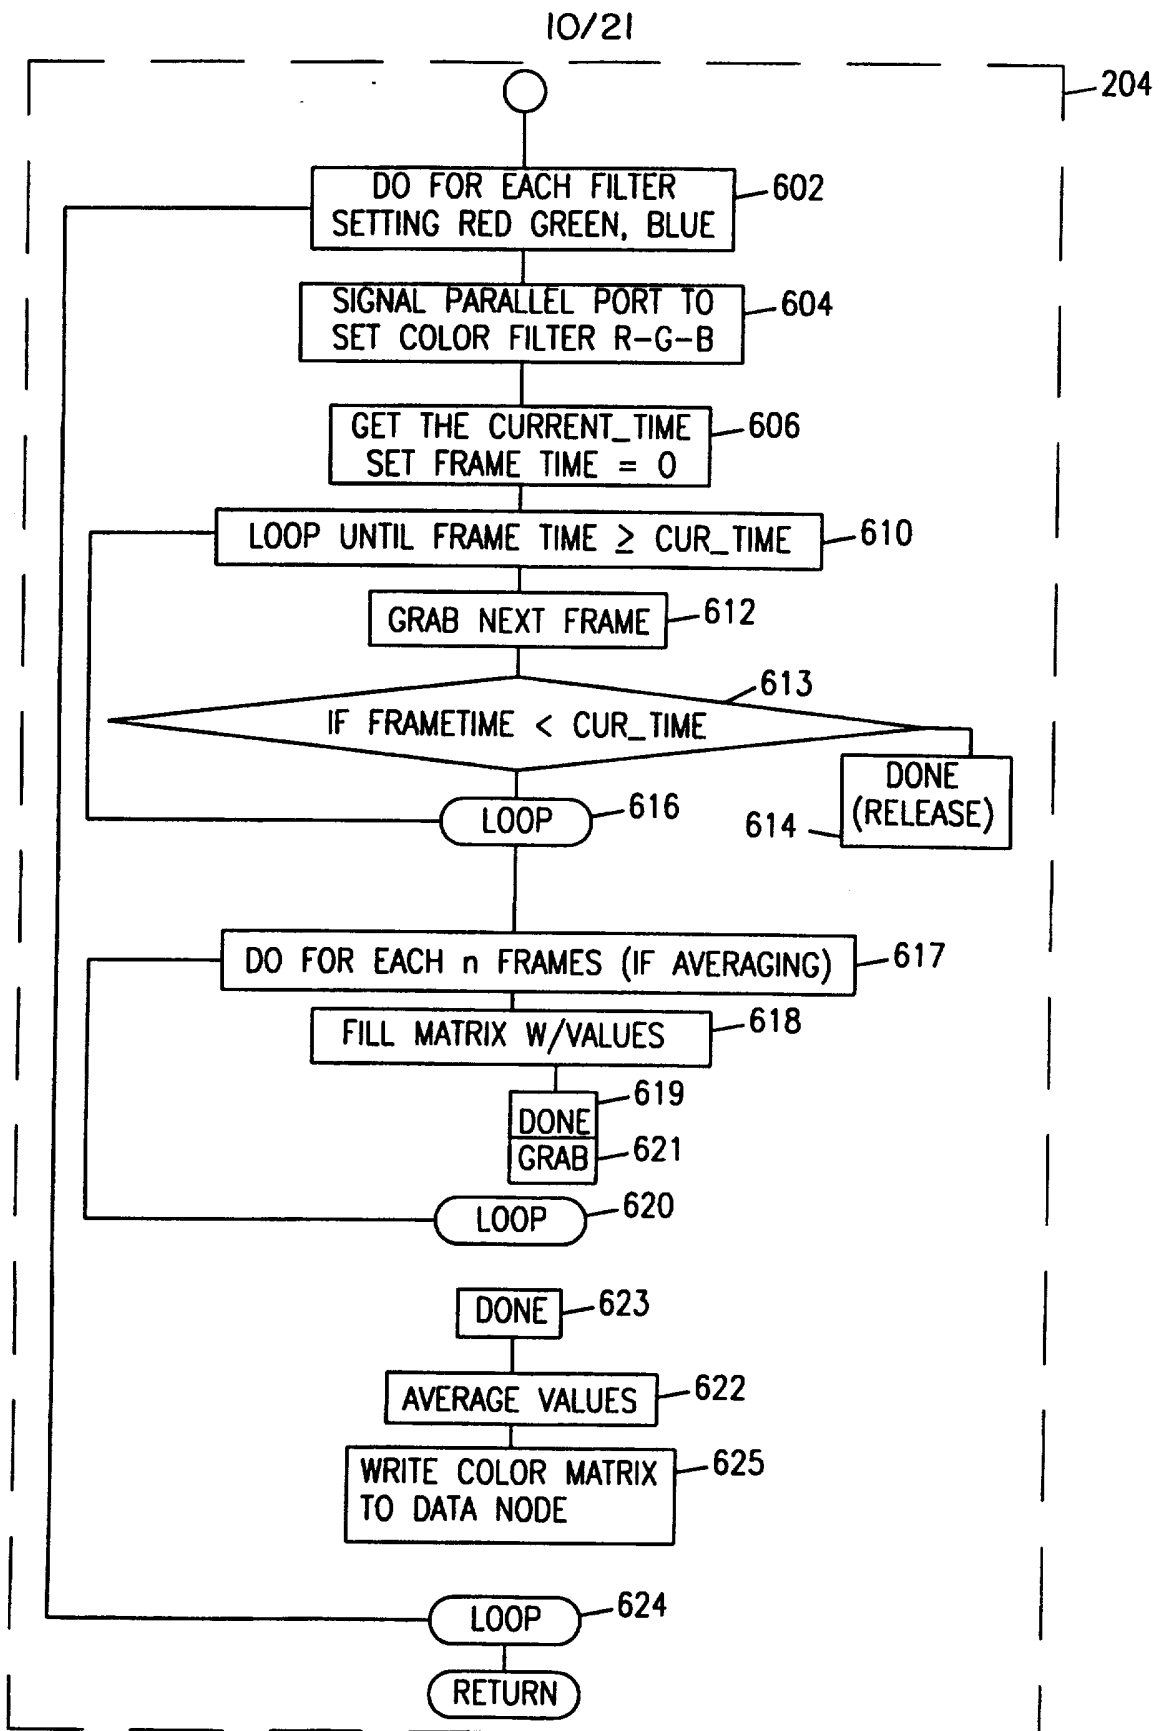 10/21
204
DO FOR EACH FILTER
SETTING RED GREEN, BLUE
602
SIGNAL PARALLEL PORT TO
SET COLOR FILTER R-G-B
604
GET THE CURRENT_TIME
SET FRAME TIME = 0
606
LOOP UNTIL FRAME TIME ≥ CUR_TIME
610
GRAB NEXT FRAME
612
613
IF FRAMETIME < CUR_TIME
DONE
(RELEASE)
614
LOOP
616
DO FOR EACH n FRAMES (IF AVERAGING)
617
FILL MATRIX W/VALUES
618
DONE
619
GRAB
621
LOOP
620
DONE
623
AVERAGE VALUES
622
WRITE COLOR MATRIX
TO DATA NODE
625
LOOP
624
RETURN